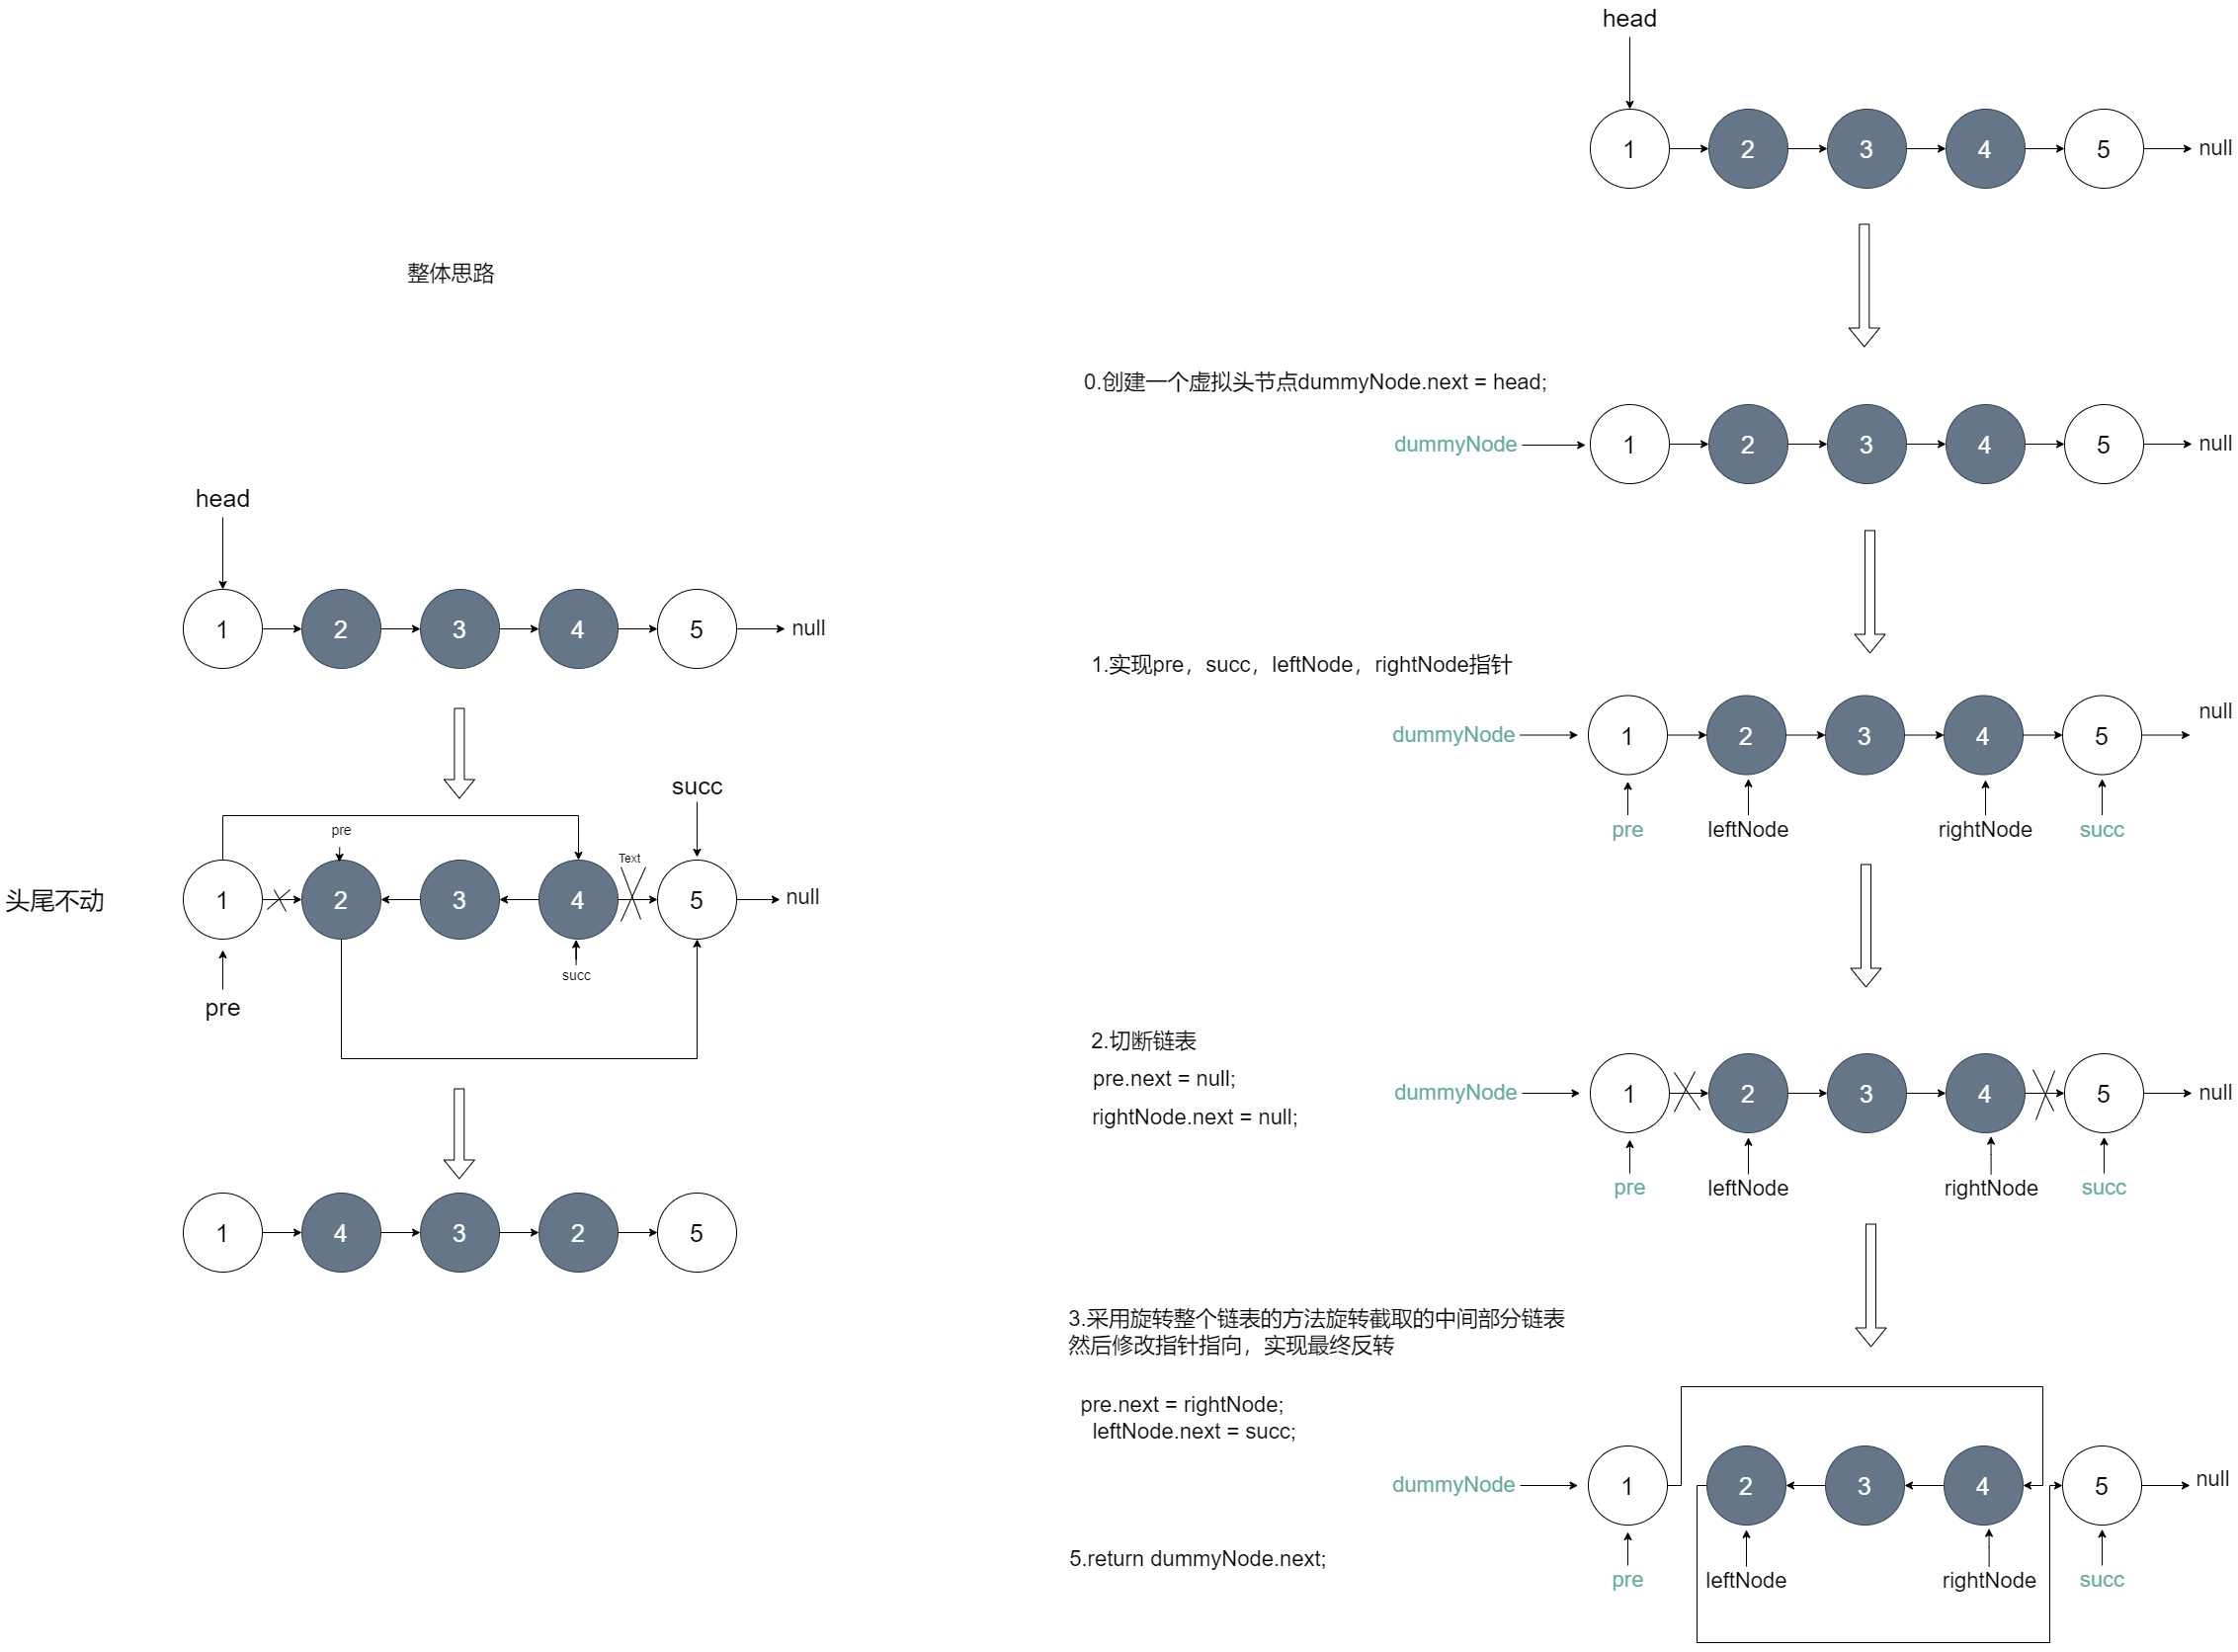 整体思路
head
1
2
3
4
5
null
头尾不动
succ
pre
Text
1
2
3
4
5
null
succ
pre
1
4
3
2
5
head
1
2
3
4
5
null
0.创建一个虚拟头节点dummyNode.next = head;
dummyNode
1
2
3
4
5
null
1.实现pre，succ，leftNode，rightNode指针
null
dummyNode
1
2
3
4
5
pre
leftNode
rightNode
succ
2.切断链表
pre.next = null;
rightNode.next = null;
dummyNode
1
2
3
4
5
null
pre
leftNode
rightNode
succ
3.采用旋转整个链表的方法旋转截取的中间部分链表
然后修改指针指向，实现最终反转
pre.next = rightNode;
leftNode.next = succ;
dummyNode
1
2
3
4
5
null
5.return dummyNode.next;
pre
leftNode
rightNode
succ